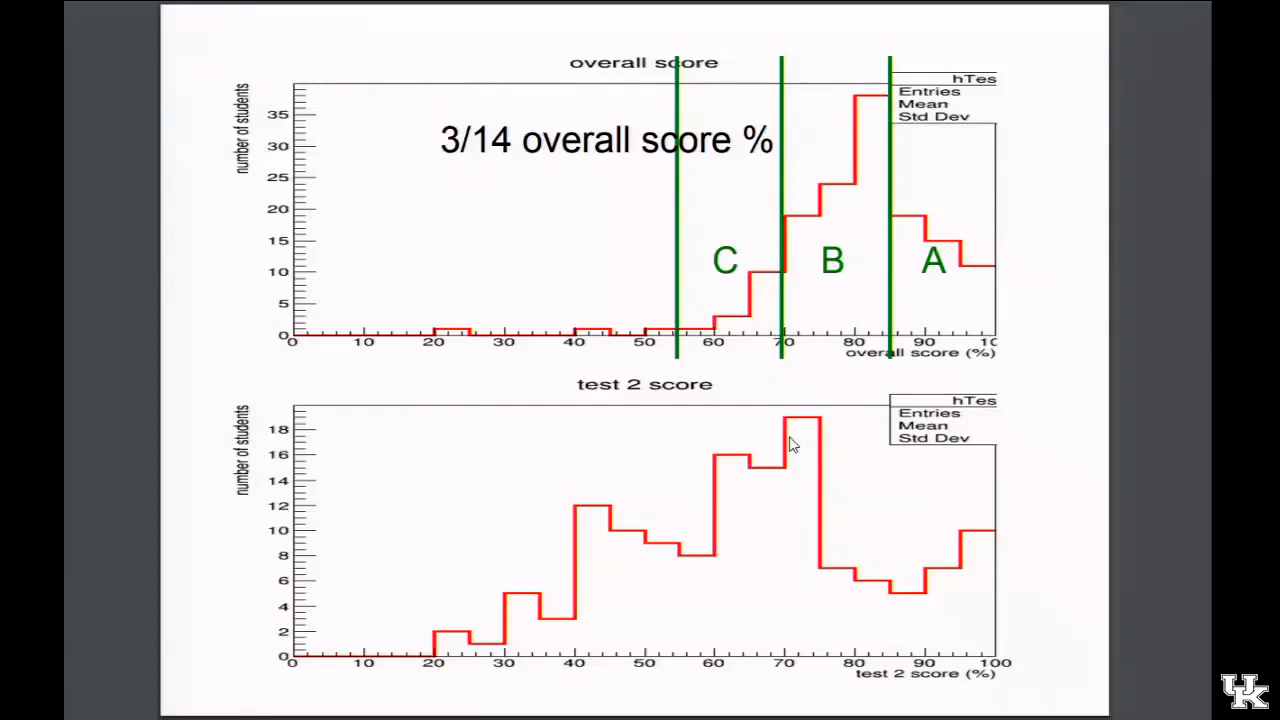 overall score
hTes
Entries
Mean
Std Dev
number of students
35
30
25
20
15
10
5
0
3/14 overall score %
C
B
A
0 10 20 30 40 50 60 70 80 90 10
overall score (%)
test 2 score
hTes
Entries
Mean
Std Dev
number of students
18
16
14
12
10
8
6
4
2
0
0 10 20 30 40 50 60 70 80 90 100
test 2 score (%)
UK